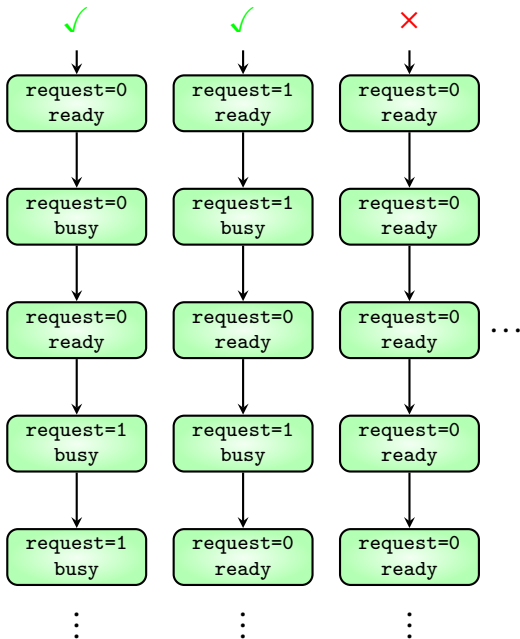 ✓ ✓ ×
request=0 request=1 request=0
ready ready ready
request=0 request=1 request=0
busy busy ready
request=0 request=0 request=0
ready ready ready
...
request=1 request=1 request=0
busy busy ready
request=1 request=0 request=0
busy ready ready
⋮ ⋮ ⋮